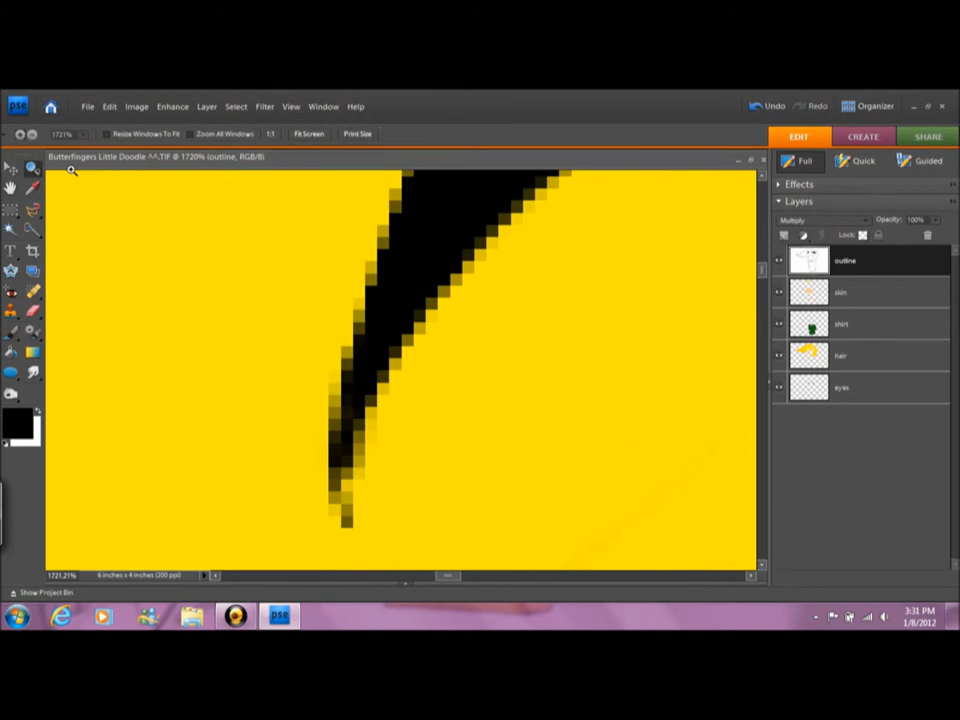 pse File Edit Image Enhance Layer Select Filter View Window Help Undo Redo Organizer
1721% Resize Windows To Fit Zoom All Windows 1:1 Fit Screen Print Size EDIT CREATE SHARE
Butterfingers Little Doodle ^^.TIF @ 1720% (outline, RGB/8)
Full Quick Guided
Effects
Layers
Multiply Opacity: 100%
Lock:
outline
skin
shirt
hair
eyes
T
1721.21% 6 inches x 4 inches (200 ppi)
Show Project Bin
pse
3:31 PM
1/8/2012